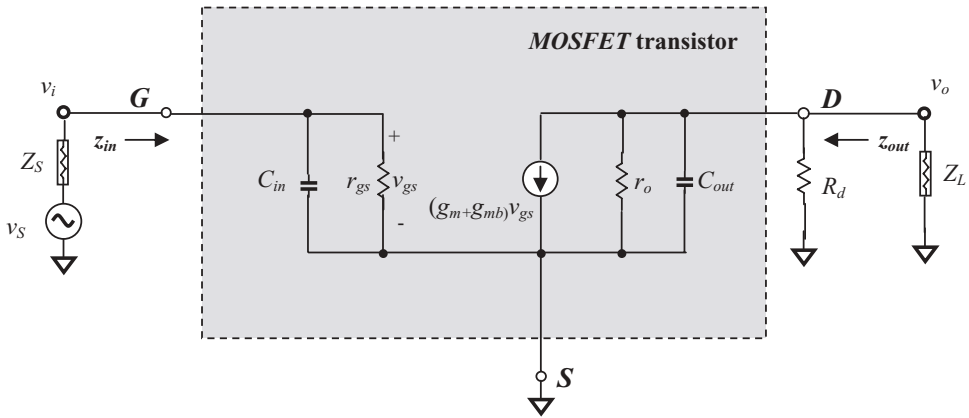 MOSFET transistor
v_i
G
D
v_o
z_in
z_out
Z_S
C_in
r_gs
+
v_gs
-
(g_m+g_mb)v_gs
r_o
C_out
R_d
Z_L
v_S
S